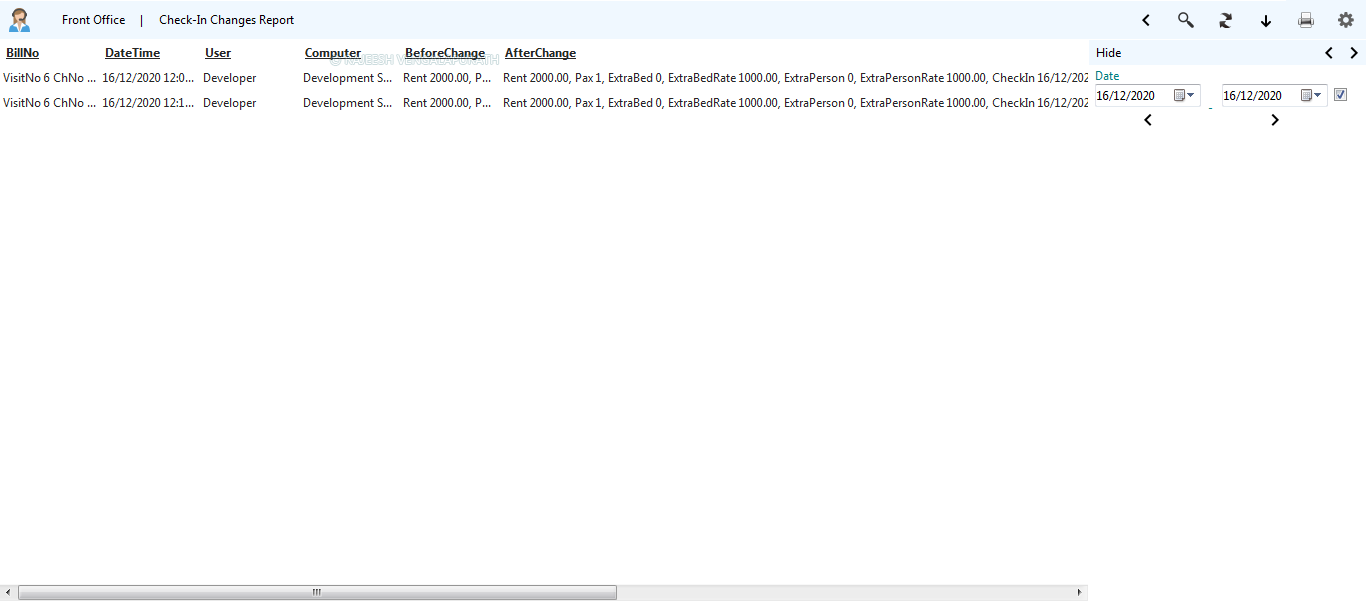 Front Office | Check-In Changes Report
BillNo DateTime User Computer BeforeChange AfterChange
© RAJEESH VENGALAPURATH
VisitNo 6 ChNo ... 16/12/2020 12:0... Developer Development S... Rent 2000.00, P... Rent 2000.00, Pax 1, ExtraBed 0, ExtraBedRate 1000.00, ExtraPerson 0, ExtraPersonRate 1000.00, CheckIn 16/12/202
VisitNo 6 ChNo ... 16/12/2020 12:1... Developer Development S... Rent 2000.00, P... Rent 2000.00, Pax 1, ExtraBed 0, ExtraBedRate 1000.00, ExtraPerson 0, ExtraPersonRate 1000.00, CheckIn 16/12/202
Hide
Date
16/12/2020 - 16/12/2020